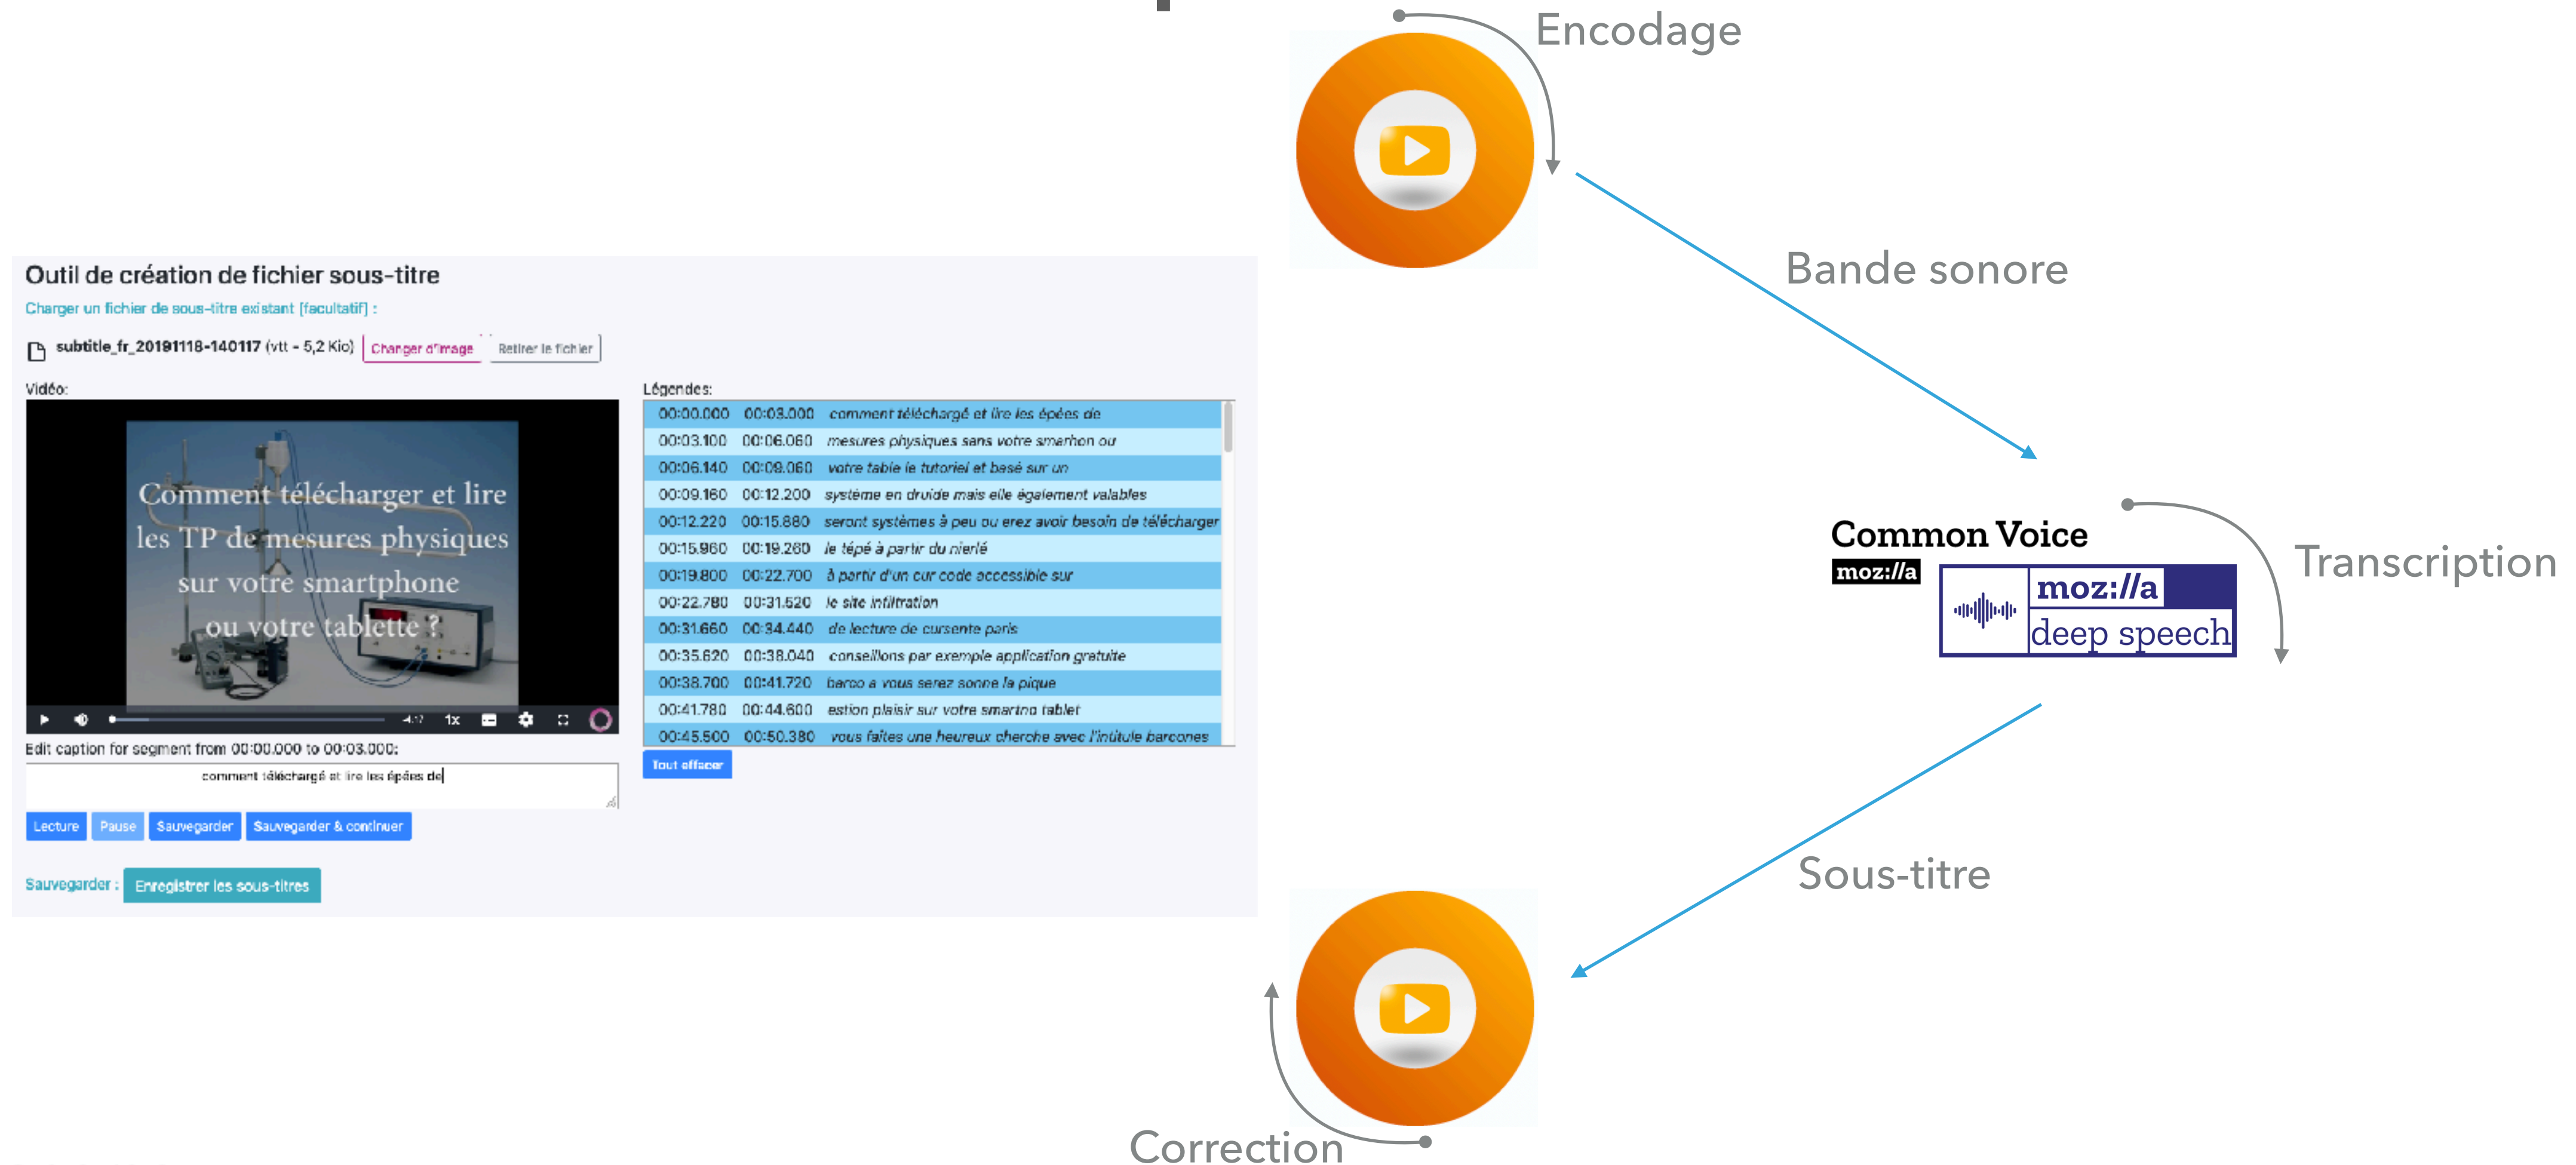 Encodage
Bande sonore
Common Voice
moz://a
moz://a
deep speech
Transcription
Sous-titre
Correction
Outil de création de fichier sous-titre
Charger un fichier de sous-titre existant [facultatif] :
subtitle_fr_20191118-140117 (vtt - 5,2 Kio) Changer d'image Retirer le fichier
Vidéo:
Comment télécharger et lire
les TP de mesures physiques
sur votre smartphone
ou votre tablette ?
-4:17 1x
Edit caption for segment from 00:00.000 to 00:03.000:
comment téléchargé et lire les épées de
Lecture Pause Sauvegarder Sauvegarder & continuer
Sauvegarder : Enregistrer les sous-titres
Légendes:
00:00.000 00:03.000 comment téléchargé et lire les épées de
00:03.100 00:06.060 mesures physiques sans votre smarhon ou
00:06.140 00:09.060 votre table le tutoriel et basé sur un
00:09.160 00:12.200 système en druide mais elle également valables
00:12.220 00:15.880 seront systèmes à peu ou erez avoir besoin de télécharger
00:15.960 00:19.260 le tépé à partir du nierlé
00:19.800 00:22.700 à partir d'un cur code accessible sur
00:22.780 00:31.520 le site infiltration
00:31.660 00:34.440 de lecture de cursente paris
00:35.620 00:38.040 conseillons par exemple application gratuite
00:38.700 00:41.720 barco a vous serez sonne la pique
00:41.780 00:44.600 estion plaisir sur votre smartno tablet
00:45.500 00:50.380 vous faites une heureux cherche avec l'intitule barcones
Tout effacer